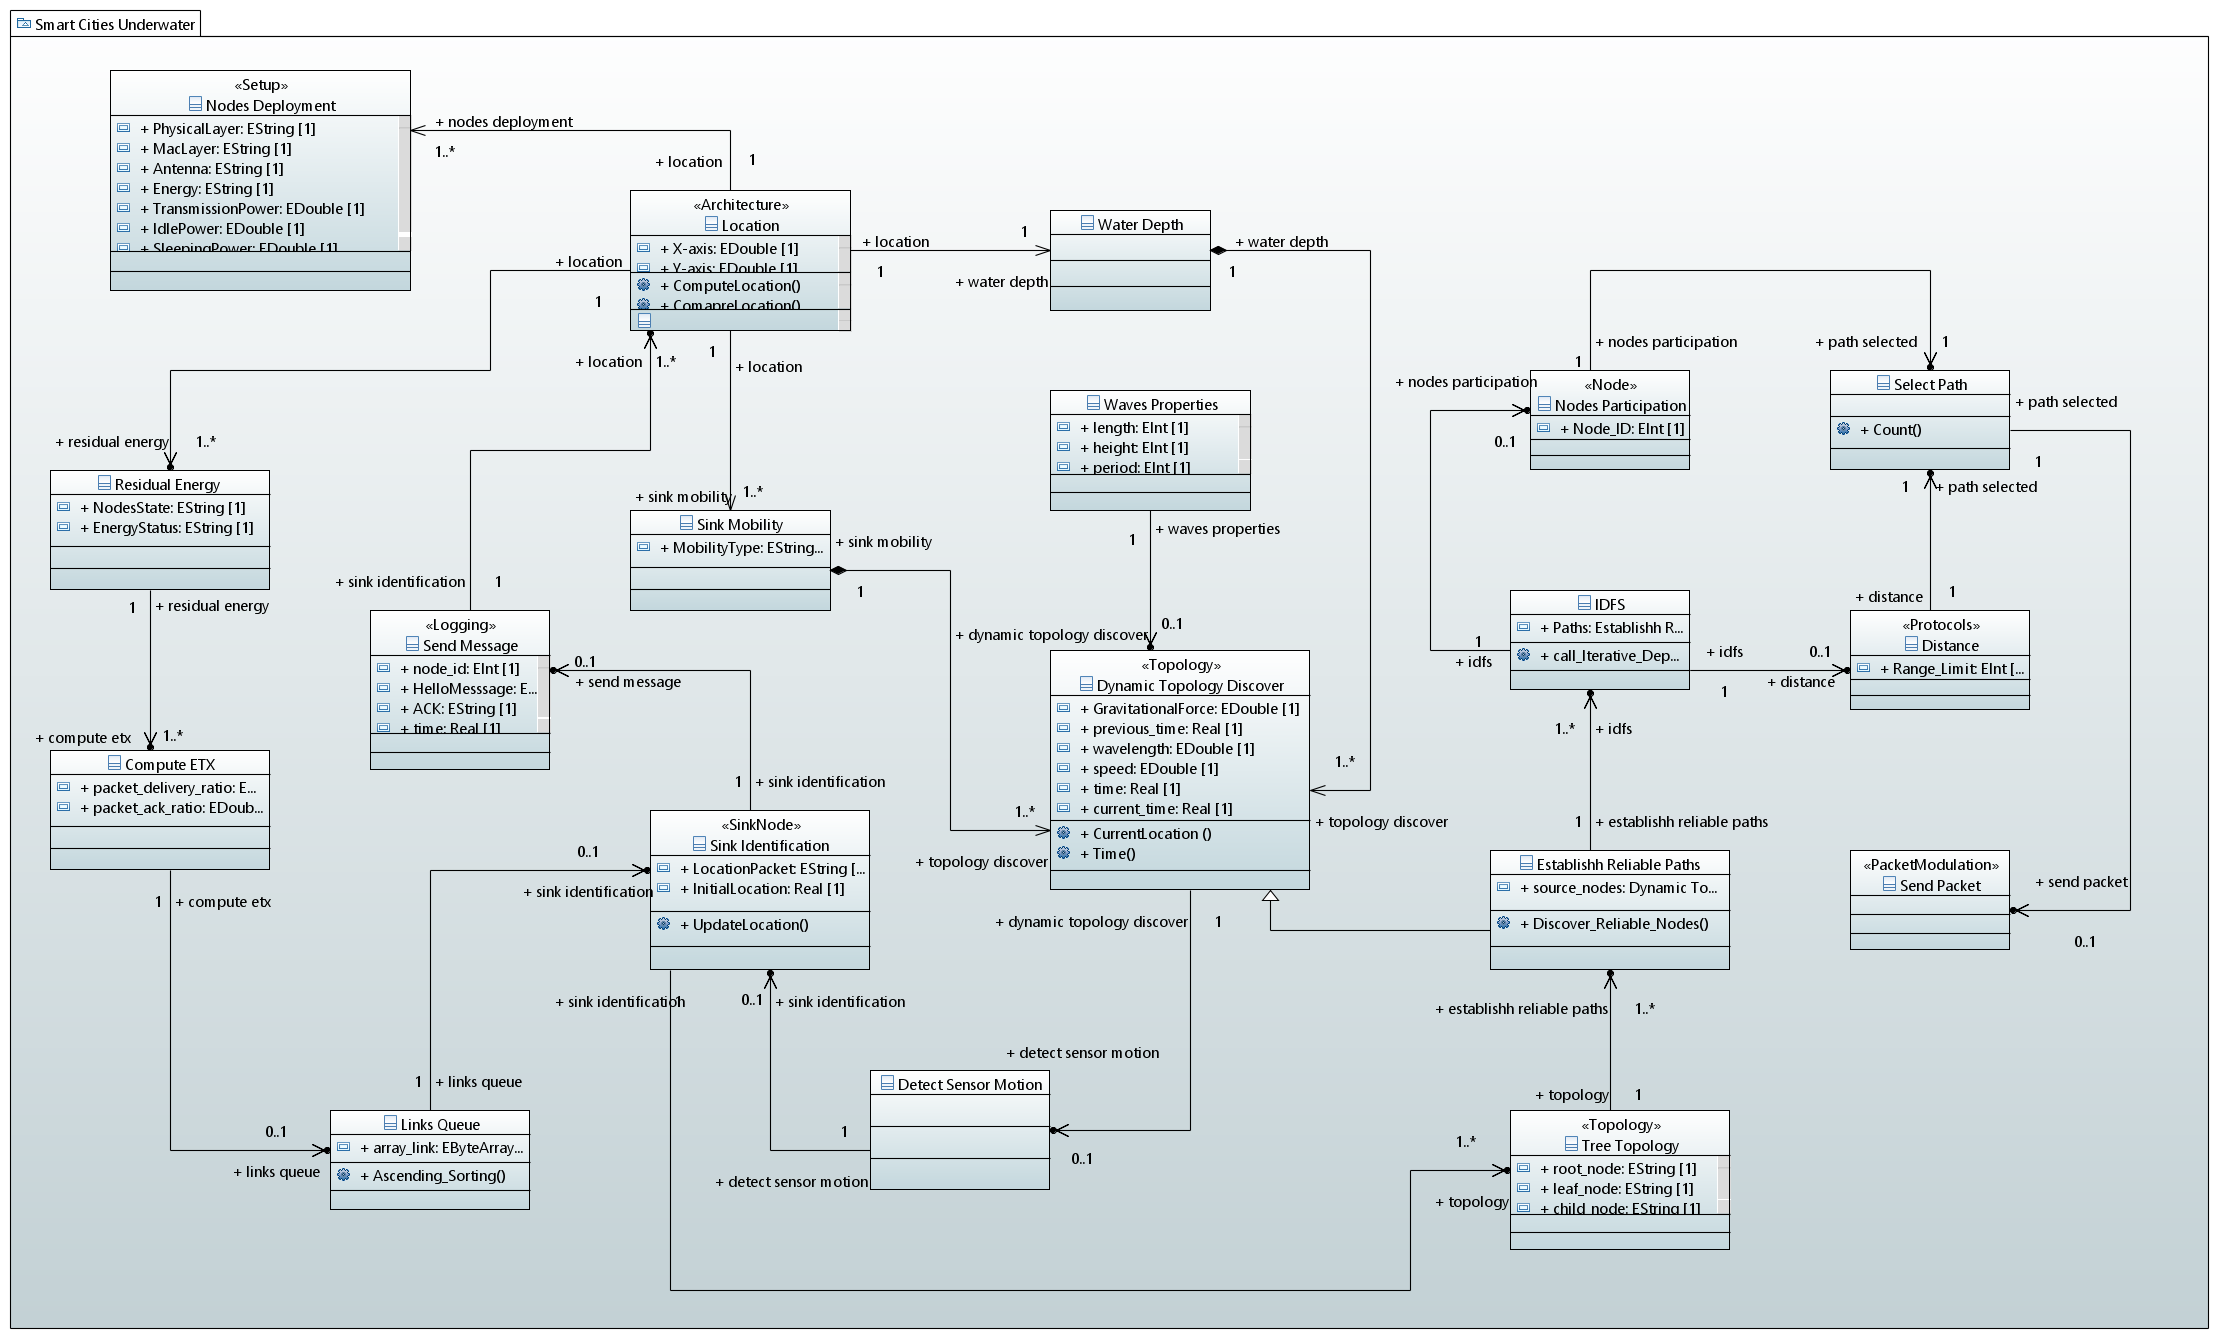 Smart Cities Underwater
«Setup»
Nodes Deployment
+ PhysicalLayer: EString [1]
+ MacLayer: EString [1]
+ Antenna: EString [1]
+ Energy: EString [1]
+ TransmissionPower: EDouble [1]
+ IdlePower: EDouble [1]
+ SleepingPower: EDouble [1]
+ nodes deployment
1..*
+ location
1
«Architecture»
Location
+ X-axis: EDouble [1]
+ Y-axis: EDouble [1]
+ ComputeLocation()
+ ComapreLocation()
+ location
1
+ location
1
1
+ water depth
Water Depth
+ water depth
1
+ location
1..*
1
+ location
+ residual energy
1..*
Residual Energy
+ NodesState: EString [1]
+ EnergyStatus: EString [1]
1
+ residual energy
+ sink mobility
1..*
Sink Mobility
+ MobilityType: EString...
+ sink mobility
1
Waves Properties
+ length: EInt [1]
+ height: EInt [1]
+ period: EInt [1]
+ waves properties
1
+ nodes participation
1
+ path selected
1
+ nodes participation
0..1
«Node»
Nodes Participation
+ Node_ID: EInt [1]
Select Path
+ Count()
+ path selected
1
1
+ path selected
+ sink identification
1
«Logging»
Send Message
+ node_id: EInt [1]
+ HelloMesssage: E...
+ ACK: EString [1]
+ time: Real [1]
0..1
+ send message
+ dynamic topology discover
0..1
«Topology»
Dynamic Topology Discover
+ GravitationalForce: EDouble [1]
+ previous_time: Real [1]
+ wavelength: EDouble [1]
+ speed: EDouble [1]
+ time: Real [1]
+ current_time: Real [1]
+ CurrentLocation ()
+ Time()
1..*
+ topology discover
1..*
+ topology discover
IDFS
+ Paths: Establishh R...
+ call_Iterative_Dep...
1
+ idfs
+ idfs
1
0..1
+ distance
+ distance
1
«Protocols»
Distance
+ Range_Limit: EInt [...
1..*
+ idfs
+ compute etx
1..*
Compute ETX
+ packet_delivery_ratio: E...
+ packet_ack_ratio: EDoub...
1
+ compute etx
1
+ sink identification
«SinkNode»
Sink Identification
+ LocationPacket: EString [...
+ InitialLocation: Real [1]
+ UpdateLocation()
0..1
+ sink identification
1
+ establishh reliable paths
Establishh Reliable Paths
+ source_nodes: Dynamic To...
+ Discover_Reliable_Nodes()
«PacketModulation»
Send Packet
+ send packet
0..1
+ dynamic topology discover
1
+ sink identification
1
0..1
+ sink identification
+ establishh reliable paths
1..*
+ detect sensor motion
Detect Sensor Motion
0..1
1
+ detect sensor motion
1
+ links queue
0..1
+ links queue
Links Queue
+ array_link: EByteArray...
+ Ascending_Sorting()
+ topology
1
1..*
+ topology
«Topology»
Tree Topology
+ root_node: EString [1]
+ leaf_node: EString [1]
+ child_node: EString [1]